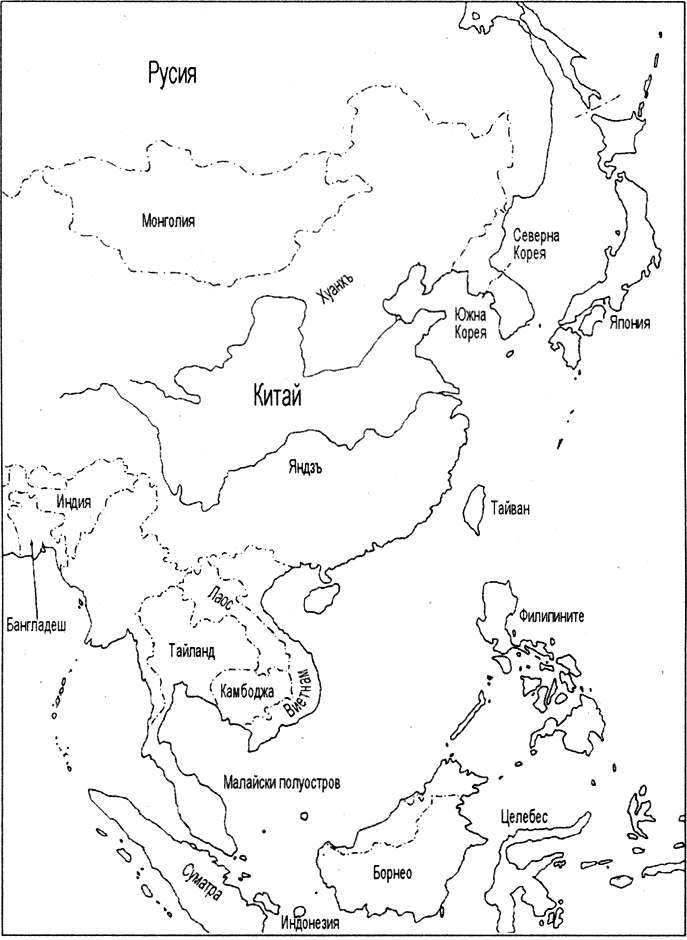 Русия
Монголия
Северна
Корея
Хуанхъ
Южна
Корея
Япония
Китай
Яндзъ
Индия
Тайван
Лаос
Филипините
Бангладеш
Тайланд
Камбоджа
Виетнам
Малайски полуостров
Целебес
Борнео
Суматра
Индонезия